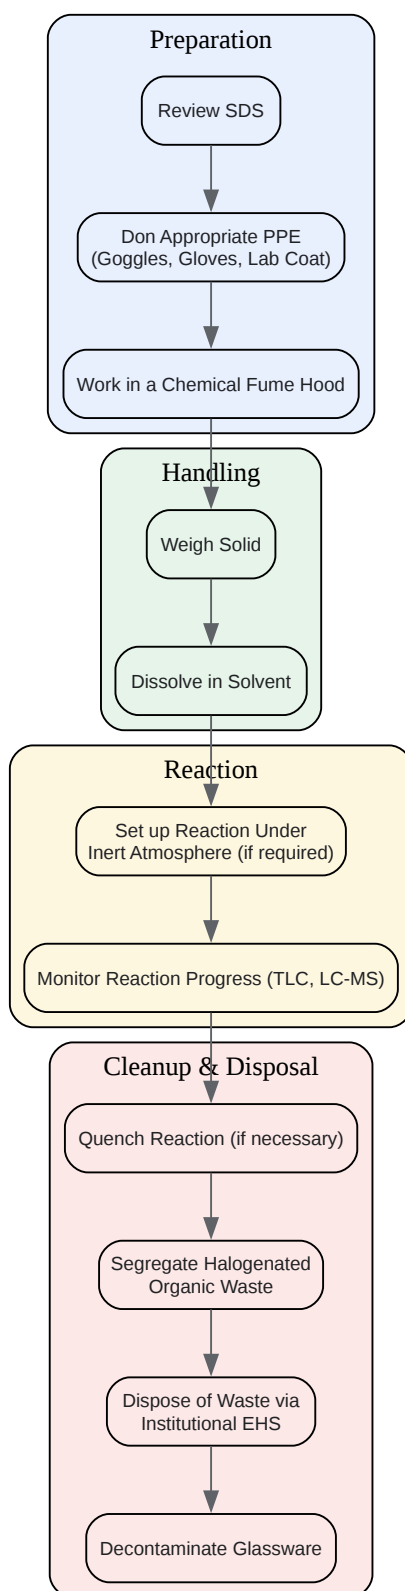 Preparation
Review SDS
Don Appropriate PPE
(Goggles, Gloves, Lab Coat)
Work in a Chemical Fume Hood
Handling
Weigh Solid
Dissolve in Solvent
Reaction
Set up Reaction Under
Inert Atmosphere (if required)
Monitor Reaction Progress (TLC, LC-MS)
Cleanup & Disposal
Quench Reaction (if necessary)
Segregate Halogenated
Organic Waste
Dispose of Waste via
Institutional EHS
Decontaminate Glassware